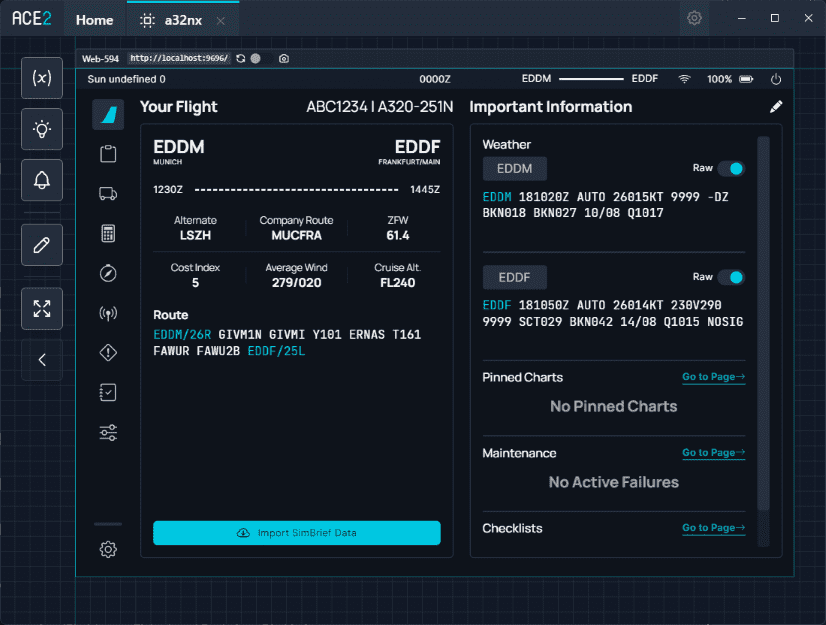 ACE2 Home a32nx
(x)
Web-594 http://localhost:9696/
Sun undefined 0 0000Z EDDM EDDF 100%
Your Flight ABC1234 | A320-251N
EDDM EDDF
MUNICH FRANKFURT/MAIN
1230Z 1445Z
Alternate Company Route ZFW
LSZH MUCFRA 61.4
Cost Index Average Wind Cruise Alt.
5 279/020 FL240
Route
EDDM/26R GIVM1N GIVMI Y101 ERNAS T161
FAWUR FAWU2B EDDF/25L
Import SimBrief Data
Important Information
Weather
EDDM Raw
EDDM 181020Z AUTO 26015KT 9999 -DZ
BKN018 BKN027 10/08 Q1017
EDDF Raw
EDDF 181050Z AUTO 26014KT 230V290
9999 SCT029 BKN042 14/08 Q1015 NOSIG
Pinned Charts Go to Page→
No Pinned Charts
Maintenance Go to Page→
No Active Failures
Checklists Go to Page→